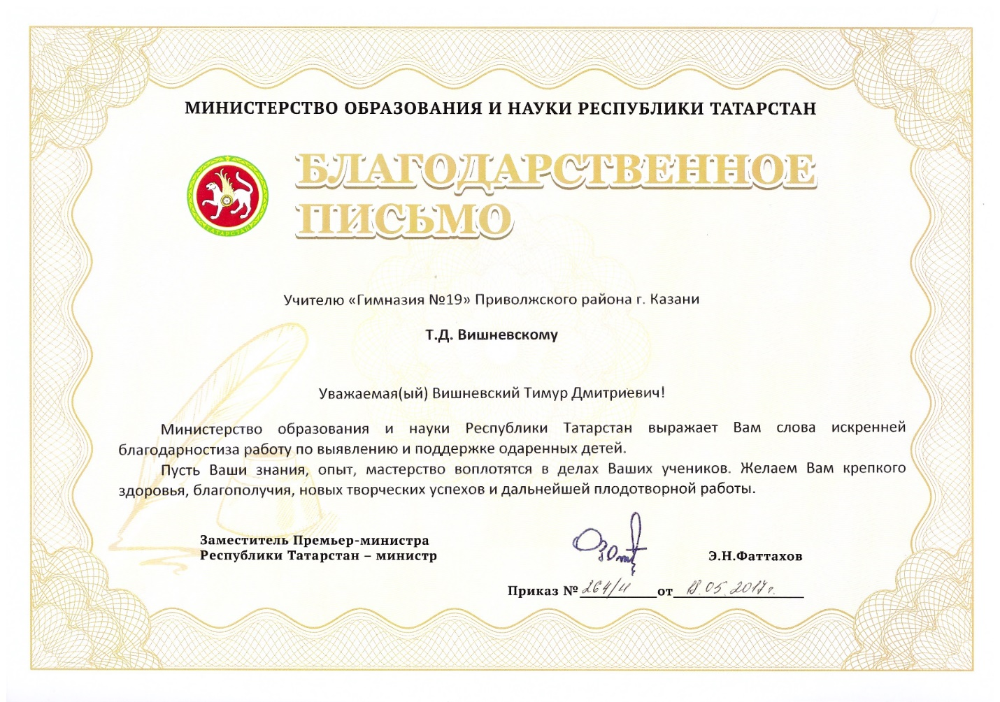 МИНИСТЕРСТВО ОБРАЗОВАНИЯ И НАУКИ РЕСПУБЛИКИ ТАТАРСТАН
БЛАГОДАРСТВЕННОЕ
ПИСЬМО
ТАТАРСТАН
Учителю «Гимназия №19» Приволжского района г. Казани
Т.Д. Вишневскому
Уважаемая(ый) Вишневский Тимур Дмитриевич!
Министерство образования и науки Республики Татарстан выражает Вам слова искренней
благодарностиза работу по выявлению и поддержке одаренных детей.
Пусть Ваши знания, опыт, мастерство воплотятся в делах Ваших учеников. Желаем Вам крепкого
здоровья, благополучия, новых творческих успехов и дальнейшей плодотворной работы.
Заместитель Премьер-министра
Республики Татарстан – министр
Э.Н.Фаттахов
Приказ № 264/4 от 18.05.2017г.